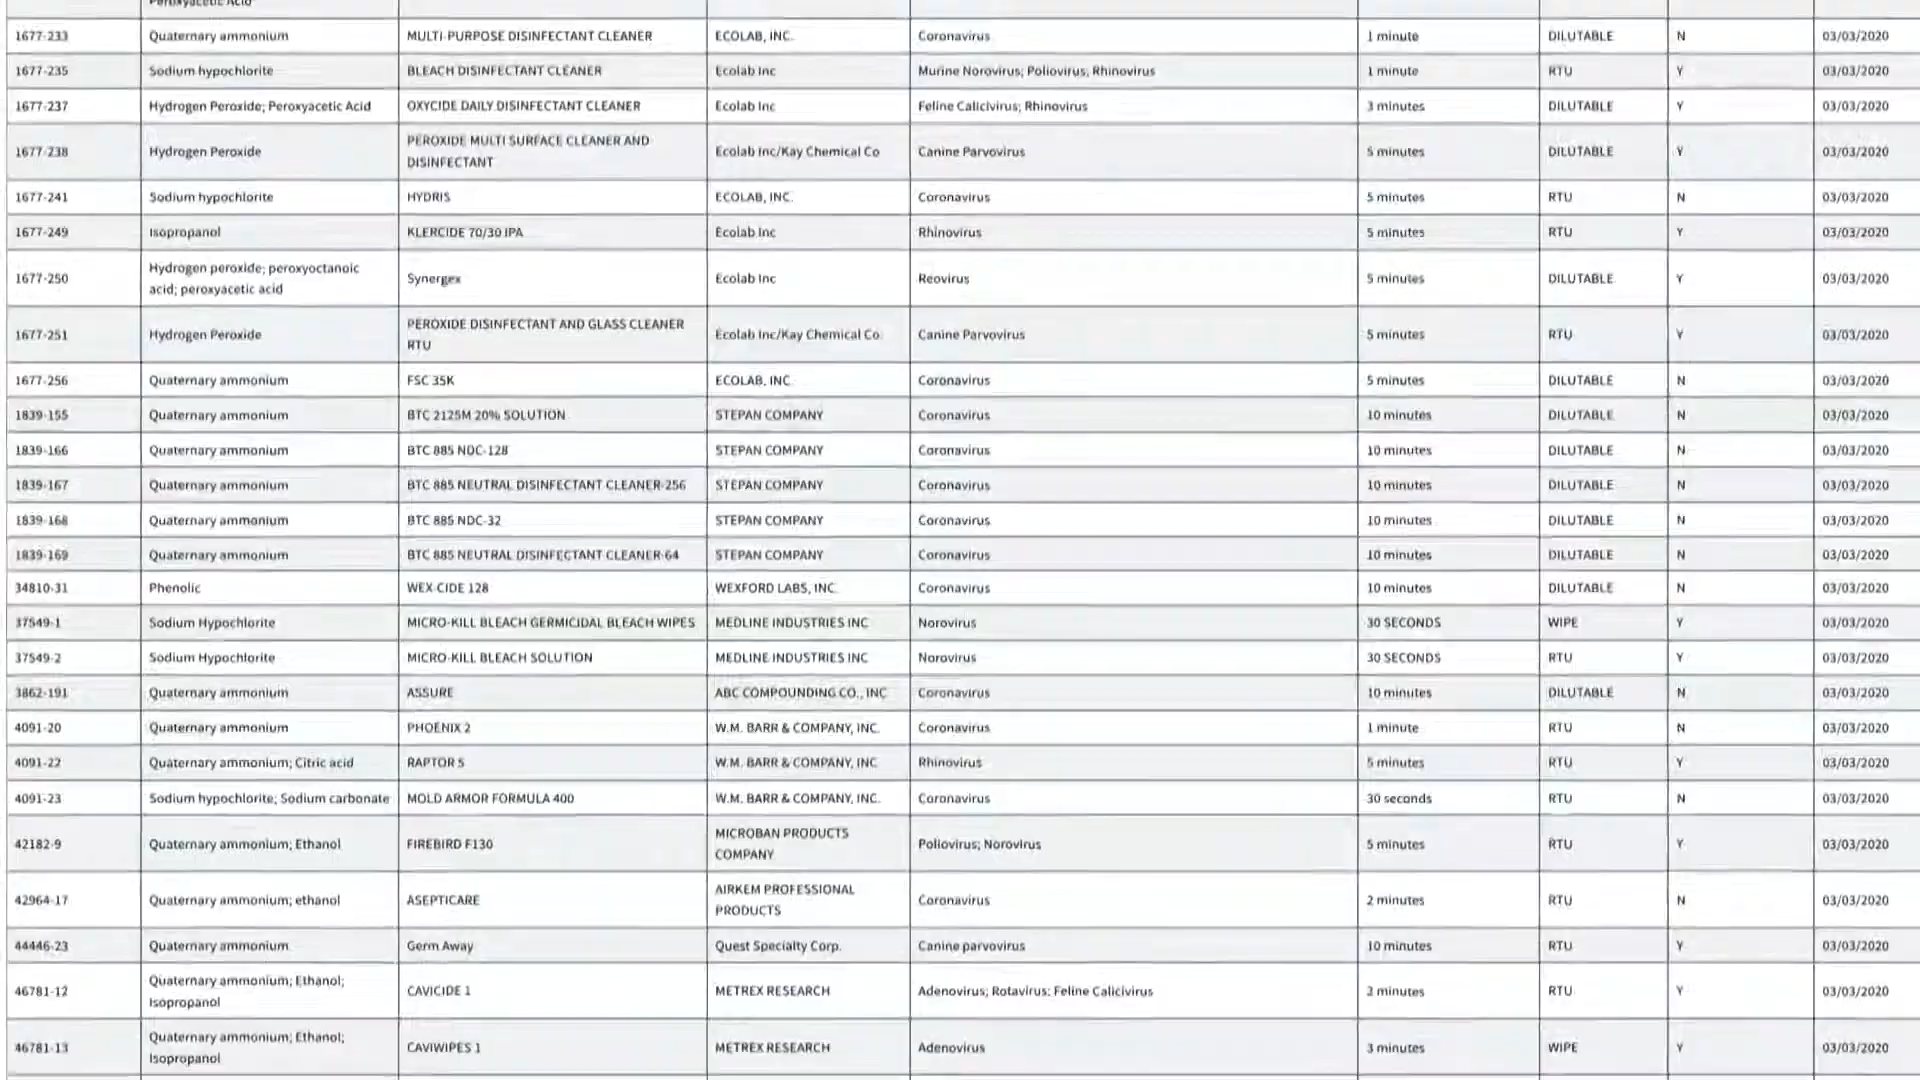 Peroxyacetic Acid
1677-233 Quaternary ammonium MULTI-PURPOSE DISINFECTANT CLEANER ECOLAB, INC. Coronavirus 1 minute DILUTABLE N 03/03/2020
1677-235 Sodium hypochlorite BLEACH DISINFECTANT CLEANER Ecolab Inc Murine Norovirus; Poliovirus; Rhinovirus 1 minute RTU Y 03/03/2020
1677-237 Hydrogen Peroxide; Peroxyacetic Acid OXYCIDE DAILY DISINFECTANT CLEANER Ecolab Inc Feline Calicivirus; Rhinovirus 3 minutes DILUTABLE Y 03/03/2020
1677-238 Hydrogen Peroxide PEROXIDE MULTI SURFACE CLEANER AND
DISINFECTANT Ecolab Inc/Kay Chemical Co Canine Parvovirus 5 minutes DILUTABLE Y 03/03/2020
1677-241 Sodium hypochlorite HYDRIS ECOLAB, INC. Coronavirus 5 minutes RTU N 03/03/2020
1677-249 Isopropanol KLERCIDE 70/30 IPA Ecolab Inc Rhinovirus 5 minutes RTU Y 03/03/2020
1677-250 Hydrogen peroxide; peroxyoctanoic
acid; peroxyacetic acid Synergex Ecolab Inc Reovirus 5 minutes DILUTABLE Y 03/03/2020
1677-251 Hydrogen Peroxide PEROXIDE DISINFECTANT AND GLASS CLEANER
RTU Ecolab Inc/Kay Chemical Co. Canine Parvovirus 5 minutes RTU Y 03/03/2020
1677-256 Quaternary ammonium FSC 35K ECOLAB, INC. Coronavirus 5 minutes DILUTABLE N 03/03/2020
1839-155 Quaternary ammonium BTC 2125M 20% SOLUTION STEPAN COMPANY Coronavirus 10 minutes DILUTABLE N 03/03/2020
1839-166 Quaternary ammonium BTC 885 NDC-128 STEPAN COMPANY Coronavirus 10 minutes DILUTABLE N 03/03/2020
1839-167 Quaternary ammonium BTC 885 NEUTRAL DISINFECTANT CLEANER-256 STEPAN COMPANY Coronavirus 10 minutes DILUTABLE N 03/03/2020
1839-168 Quaternary ammonium BTC 885 NDC-32 STEPAN COMPANY Coronavirus 10 minutes DILUTABLE N 03/03/2020
1839-169 Quaternary ammonium BTC 885 NEUTRAL DISINFECTANT CLEANER-64 STEPAN COMPANY Coronavirus 10 minutes DILUTABLE N 03/03/2020
34810-31 Phenolic WEX-CIDE 128 WEXFORD LABS, INC. Coronavirus 10 minutes DILUTABLE N 03/03/2020
37549-1 Sodium Hypochlorite MICRO-KILL BLEACH GERMICIDAL BLEACH WIPES MEDLINE INDUSTRIES INC Norovirus 30 SECONDS WIPE Y 03/03/2020
37549-2 Sodium Hypochlorite MICRO-KILL BLEACH SOLUTION MEDLINE INDUSTRIES INC Norovirus 30 SECONDS RTU Y 03/03/2020
3862-191 Quaternary ammonium ASSURE ABC COMPOUNDING CO., INC Coronavirus 10 minutes DILUTABLE N 03/03/2020
4091-20 Quaternary ammonium PHOENIX 2 W.M. BARR & COMPANY, INC. Coronavirus 1 minute RTU N 03/03/2020
4091-22 Quaternary ammonium; Citric acid RAPTOR 5 W.M. BARR & COMPANY, INC Rhinovirus 5 minutes RTU Y 03/03/2020
4091-23 Sodium hypochlorite; Sodium carbonate MOLD ARMOR FORMULA 400 W.M. BARR & COMPANY, INC. Coronavirus 30 seconds RTU N 03/03/2020
42182-9 Quaternary ammonium; Ethanol FIREBIRD F130 MICROBAN PRODUCTS
COMPANY Poliovirus; Norovirus 5 minutes RTU Y 03/03/2020
42964-17 Quaternary ammonium; ethanol ASEPTICARE AIRKEM PROFESSIONAL
PRODUCTS Coronavirus 2 minutes RTU N 03/03/2020
44446-23 Quaternary ammonium Germ Away Quest Specialty Corp. Canine parvovirus 10 minutes RTU Y 03/03/2020
46781-12 Quaternary ammonium; Ethanol;
Isopropanol CAVICIDE 1 METREX RESEARCH Adenovirus; Rotavirus; Feline Calicivirus minutes RTU Y 03/03/2020
46781-13 Quaternary ammonium; Ethanol;
Isopropanol CAVIWIPES 1 METREX RESEARCH Adenovirus 3 minutes WIPE Y 03/03/2020